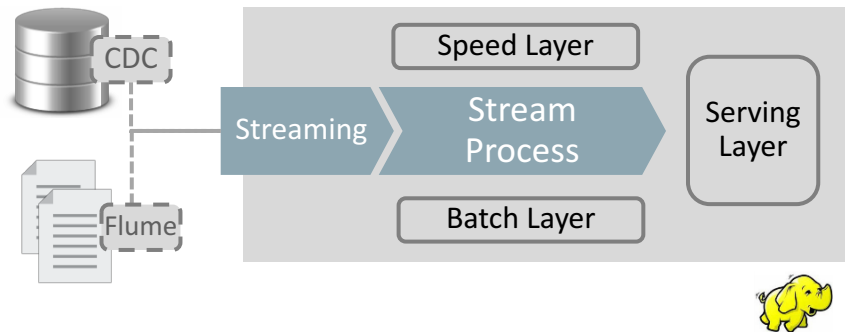 CDC
Flume
Streaming
Stream
Process
Speed Layer
Batch Layer
Serving
Layer